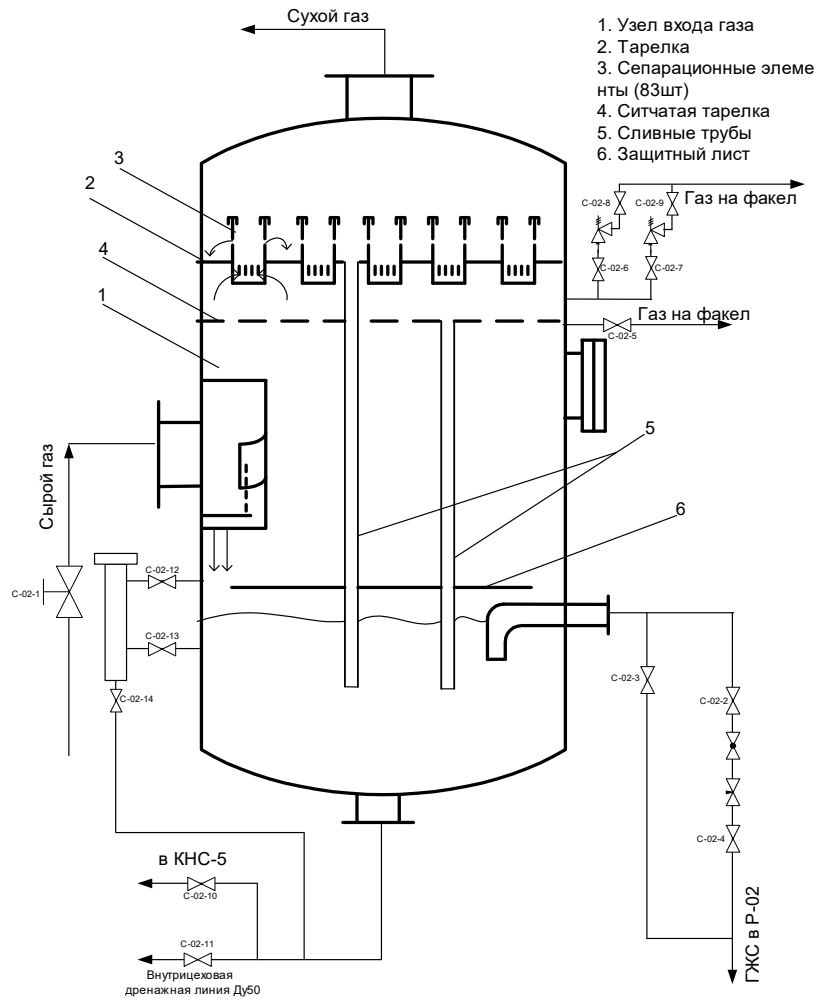 Сухой газ
1. Узел входа газа
2. Тарелка
3. Сепарационные элеме
нты (83шт)
4. Ситчатая тарелка
5. Сливные трубы
6. Защитный лист
3
2
4
1
С-02-8
С-02-9
Газ на факел
С-02-6
С-02-7
Газ на факел
С-02-5
5
6
Сырой газ
С-02-1
С-02-12
С-02-13
С-02-14
С-02-3
С-02-2
С-02-4
в КНС-5
С-02-10
С-02-11
Внутрицеховая
дренажная линия Ду50
ГЖС в Р-02